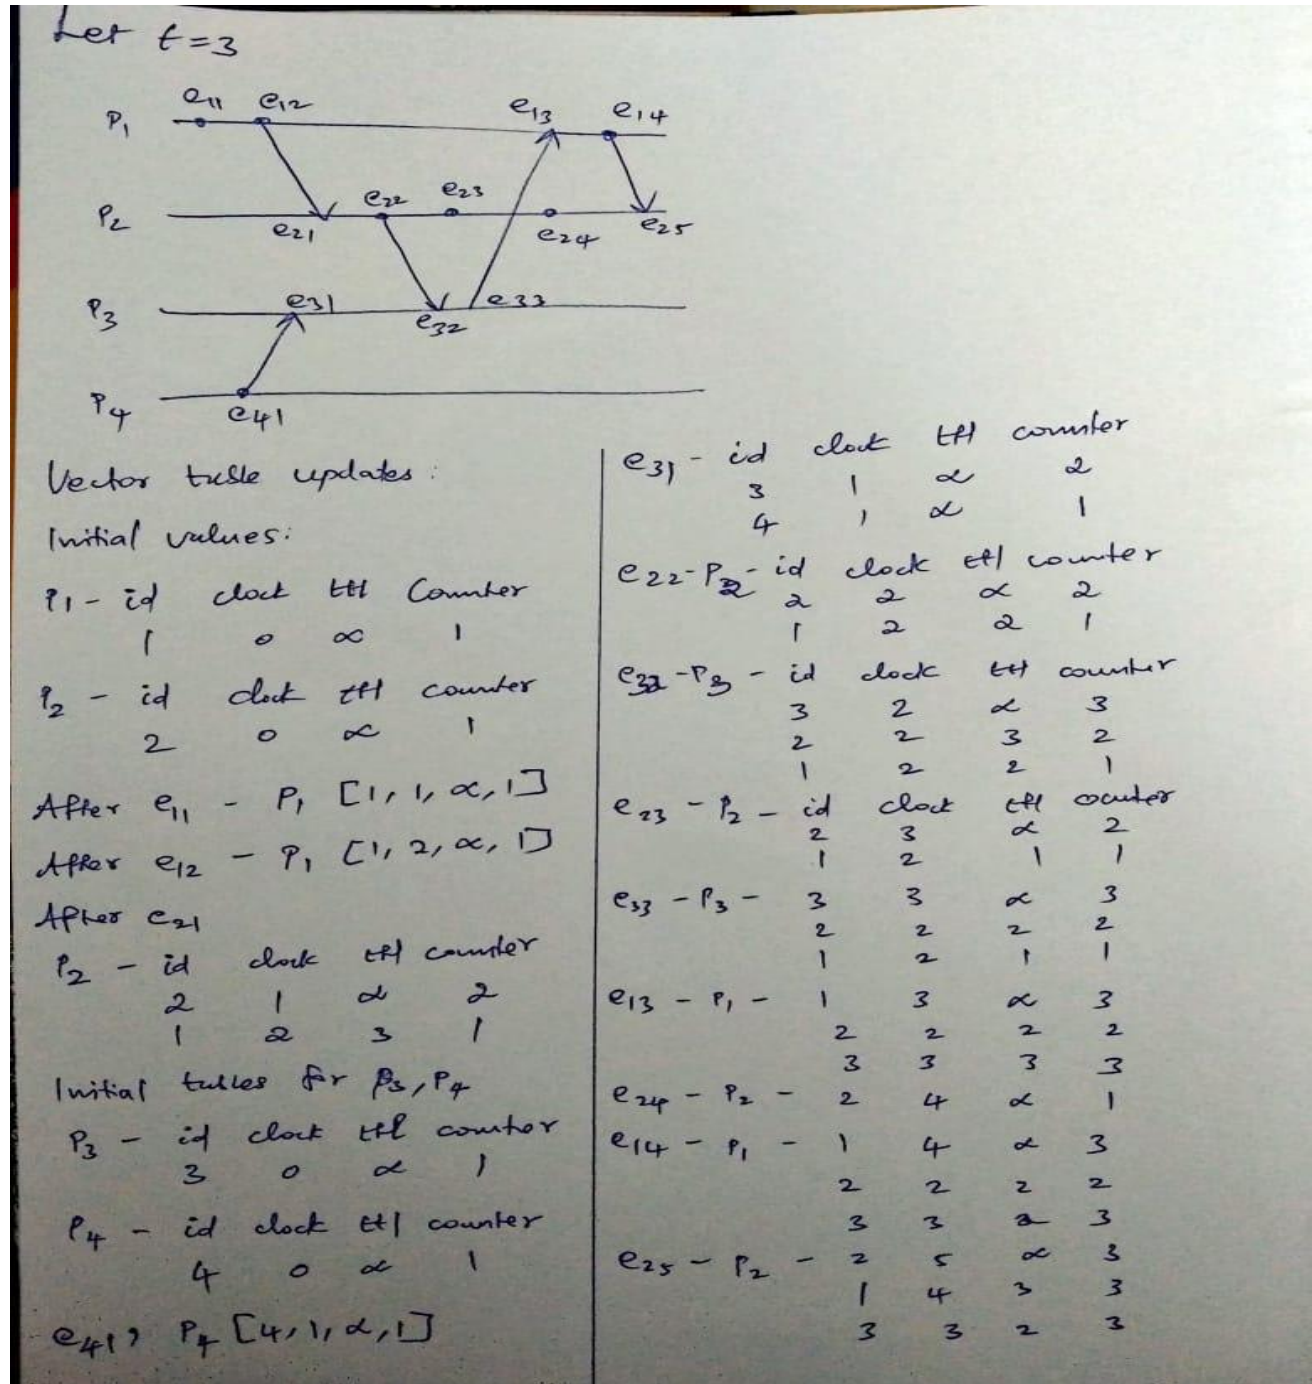 Let t=3
e11 e12 e13 e14
P1
e22 e23
P2
e21 e24 e25
e31 e33
P3
e32
P4
e41
Vector table updates:
Initial values:
P1 - id clock ttl Counter
1 0 ∞ 1
P2 - id clock ttl counter
2 0 ∝ 1
After e11 - P1 [1, 1, ∝, 1]
After e12 - P1 [1, 2, ∝, 1]
After e21
P2 - id clock ttl counter
2 1 ∝ 2
1 2 3 1
Initial tables for P3, P4
P3 - id clock ttl counter
3 0 ∝ 1
P4 - id clock ttl counter
4 0 ∝ 1
e41, P4 [4, 1, ∝, 1]
e31 - id clock ttl counter
3 1 ∝ 2
4 1 ∝ 1
e22 - P2 - id clock ttl counter
2 2 ∝ 2
1 2 2 1
e32 - P3 - id clock ttl counter
3 2 ∝ 3
2 2 3 2
1 2 2 1
e23 - P2 - id clock ttl counter
2 3 ∝ 2
1 2 1 1
e33 - P3 - 3 3 ∝ 3
2 2 2 2
1 2 1 1
e13 - P1 - 1 3 ∝ 3
2 2 2 2
3 3 3 3
e24 - P2 - 2 4 ∝ 1
e14 - P1 - 1 4 ∝ 3
2 2 2 2
3 3 2 3
e25 - P2 - 2 5 ∝ 3
1 4 3 3
3 3 2 3